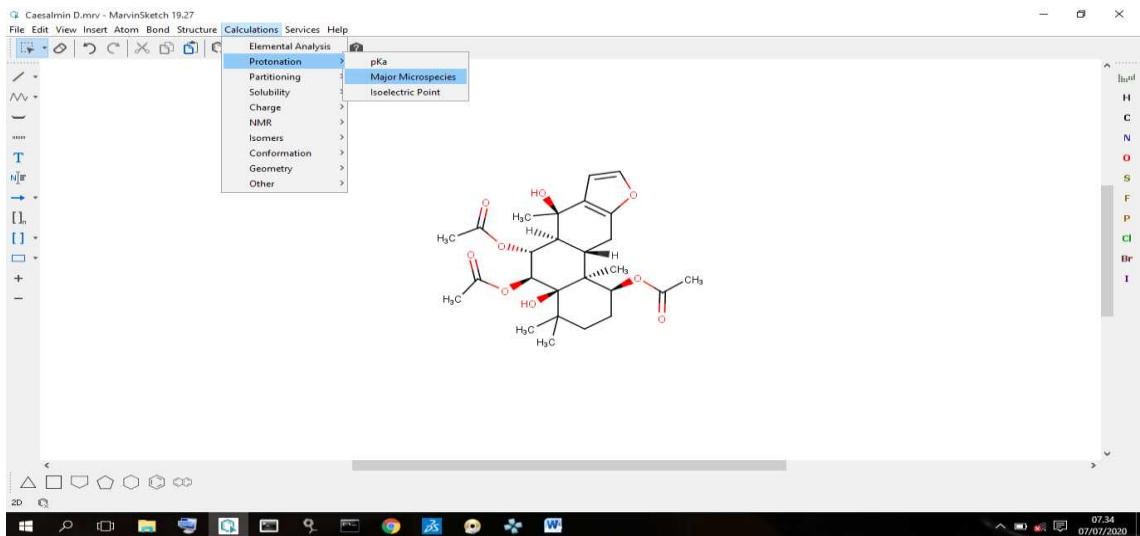 Caesalmin D.mrv - MarvinSketch 19.27
File Edit View Insert Atom Bond Structure Calculations Services Help
Elemental Analysis
Protonation >
Partitioning >
Solubility >
Charge >
NMR >
Isomers >
Conformation >
Geometry >
Other >
pKa
Major Microspecies
Isoelectric Point
H
C
N
O
S
F
P
Cl
Br
I
T
[ ]n
[ ]
HO
O
H₃C
O
H
H₃C
O
H
O
CH₃
O
CH₃
H₃C
O
HO
O
H₃C
H₃C
2D
07.34
07/07/2020